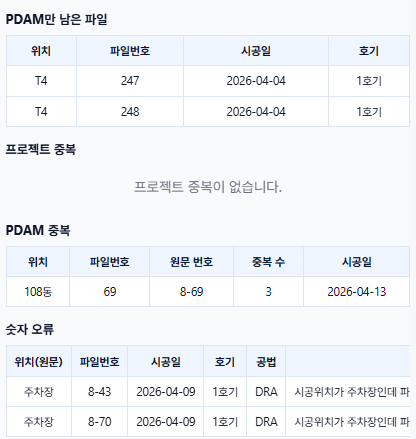 PDAM만 남은 파일
위치 파일번호 시공일 호기
T4 247 2026-04-04 1호기
T4 248 2026-04-04 1호기
프로젝트 중복
프로젝트 중복이 없습니다.
PDAM 중복
위치 파일번호 원문 번호 중복 수 시공일
108동 69 8-69 3 2026-04-13
숫자 오류
위치(원문) 파일번호 시공일 호기 공법
주차장 8-43 2026-04-09 1호기 DRA 시공위치가 주차장인데 파
주차장 8-70 2026-04-09 1호기 DRA 시공위치가 주차장인데 파